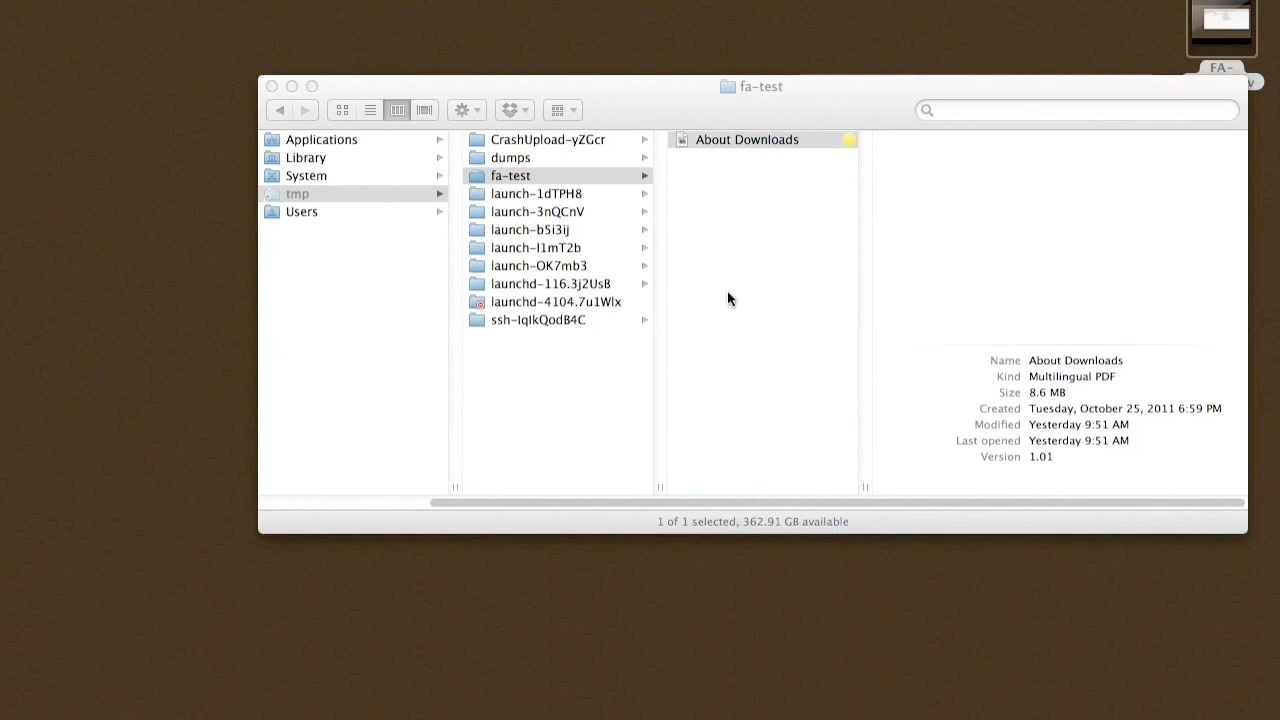 FA-
v
fa-test
Applications
Library
System
tmp
Users
CrashUpload-yZGcr
dumps
fa-test
launch-1dTPH8
launch-3nQCnV
launch-b5i3ij
launch-l1mT2b
launch-OK7mb3
launchd-116.3j2UsB
launchd-4104.7u1Wlx
ssh-IqIkQodB4C
About Downloads
Name About Downloads
Kind Multilingual PDF
Size 8.6 MB
Created Tuesday, October 25, 2011 6:59 PM
Modified Yesterday 9:51 AM
Last opened Yesterday 9:51 AM
Version 1.01
1 of 1 selected, 362.91 GB available